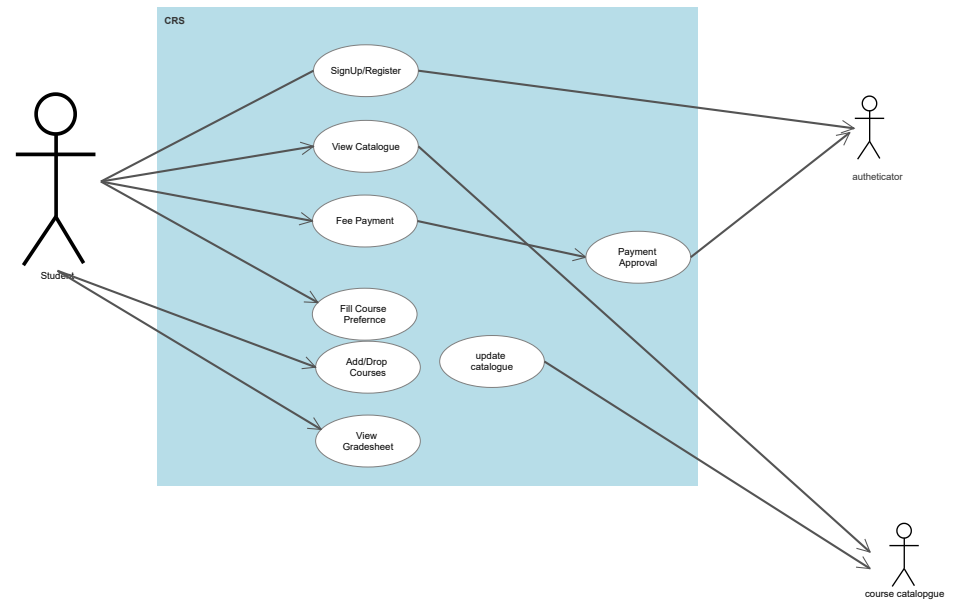 CRS
SignUp/Register
View Catalogue
autheticator
Fee Payment
Payment
Approval
Student
Fill Course
Prefernce
Add/Drop
Courses
update
catalogue
View
Gradesheet
course catalopgue